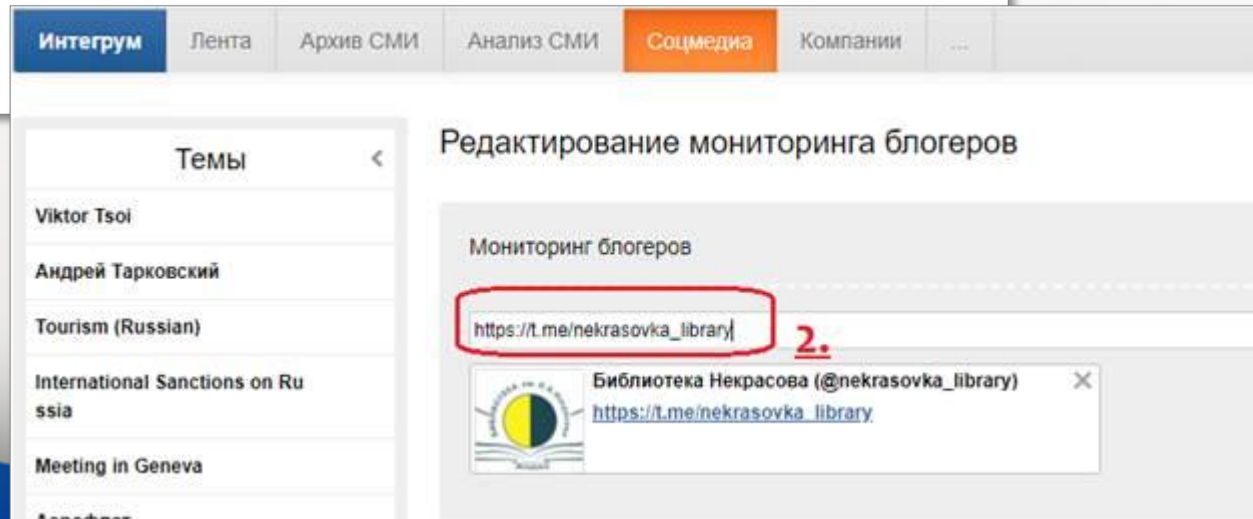 Интегрум Лента Архив СМИ Анализ СМИ Соцмедиа Компании ...
Темы <
Viktor Tsoi
Андрей Тарковский
Tourism (Russian)
International Sanctions on Ru
ssia
Meeting in Geneva
Редактирование мониторинга блогеров
Мониторинг блогеров
https://t.me/nekrasovka_library
2.
Библиотека Некрасова (@nekrasovka_library)
https://t.me/nekrasovka_library